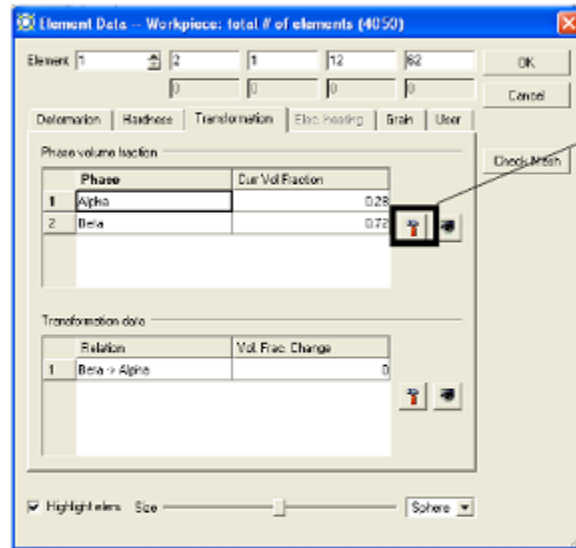 Element Data -- Workpiece: total # of elements (4050)
Element 1 2 1 12 62
0 0 0 0
OK
Cancel
Deformation Hardness Transformation Elec. heating Grain User
Phase volume fraction
Check Mesh
Phase Cur Vol Fraction
1 Alpha 0.28
2 Beta 0.72
Transformation data
Relation Vol. Frac. Change
1 Beta -> Alpha 0
Highlight elem. Size Sphere